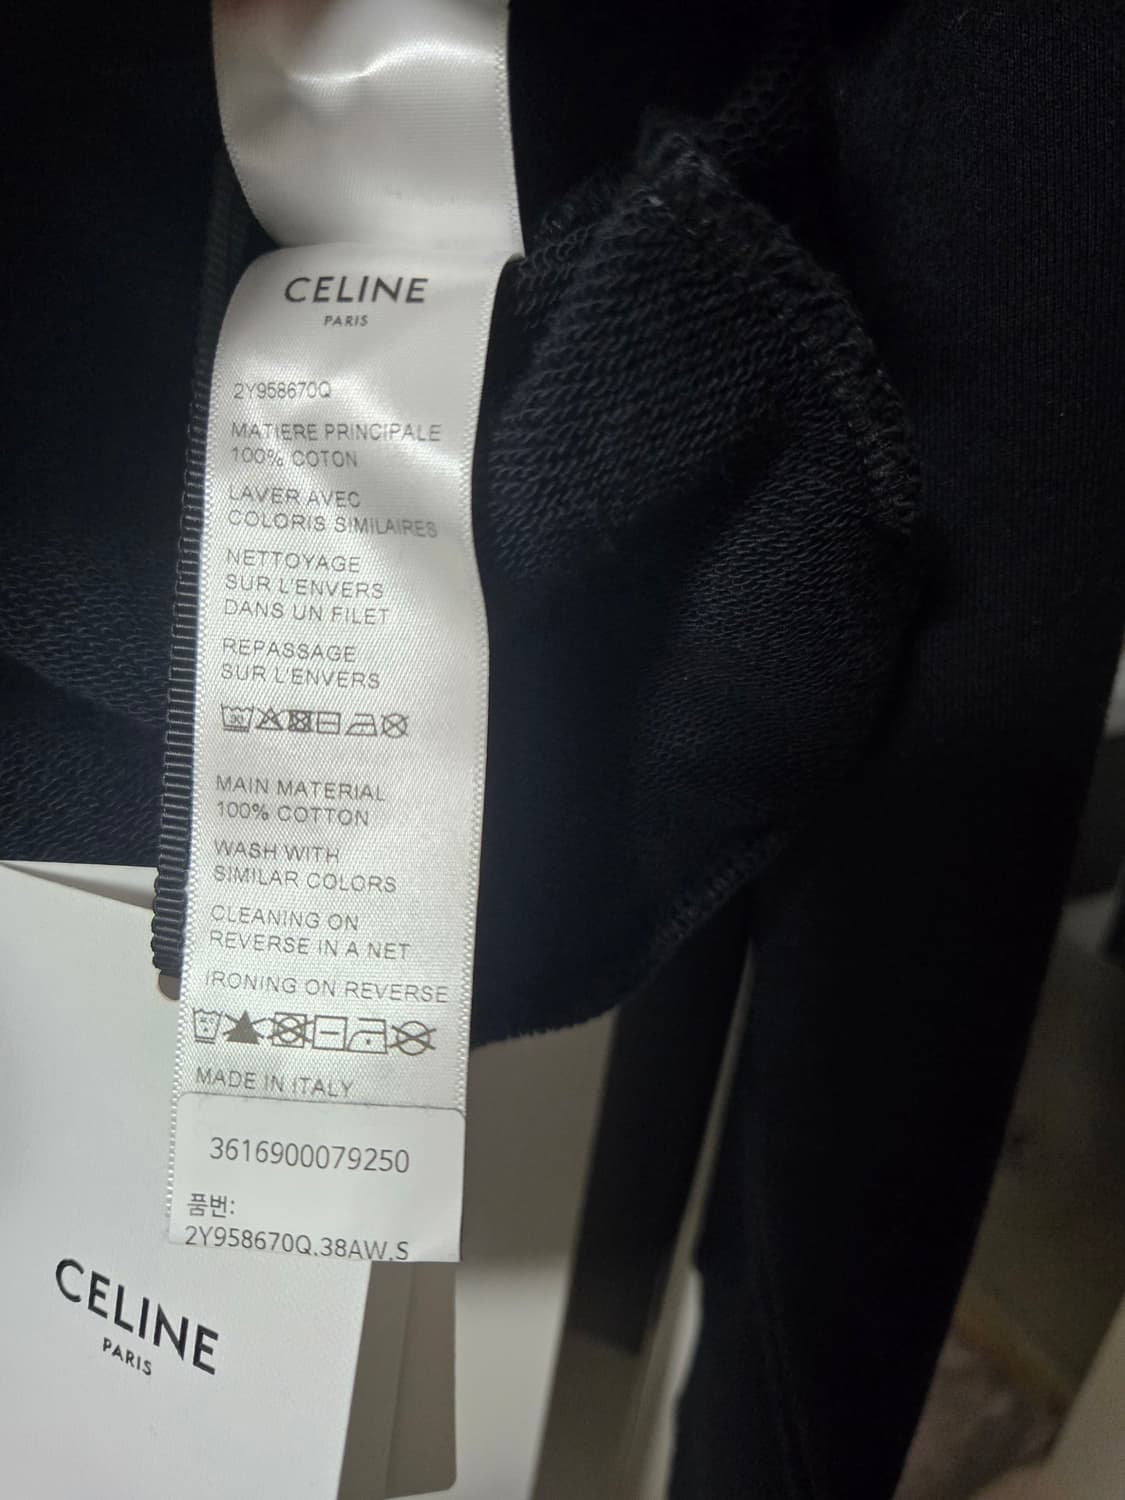 CELINE
PARIS
2Y958670Q
MATIERE PRINCIPALE
100% COTON
LAVER AVEC
COLORIS SIMILAIRES
NETTOYAGE
SUR L'ENVERS
DANS UN FILET
REPASSAGE
SUR L'ENVERS
30
MAIN MATERIAL
100% COTTON
WASH WITH
SIMILAR COLORS
CLEANING ON
REVERSE IN A NET
IRONING ON REVERSE
MADE IN ITALY
3616900079250
품번:
2Y958670Q.38AW.S
CELINE
PARIS